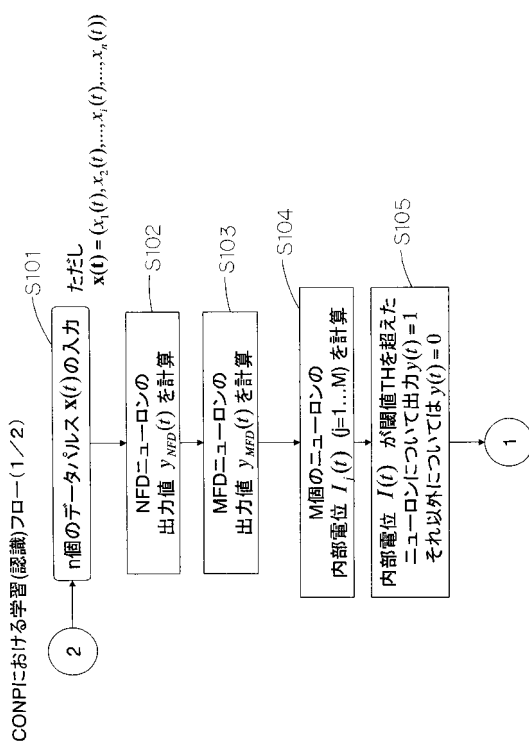 CONPIにおける学習(認識)フロー(1/2)
2
S101
n個のデータパルス x(t)の入力
ただし
x(t) = (x₁(t), x₂(t),..., xᵢ(t),..., xₙ(t))
S102
NFDニューロンの
出力値 y_NFD(t) を計算
S103
MFDニューロンの
出力値 y_MFD(t) を計算
S104
M個のニューロンの
内部電位 I_j(t) (j=1...M) を計算
S105
内部電位 I(t) が閾値THを超えた
ニューロンについて出力 y(t) = 1
それ以外については y(t) = 0
1